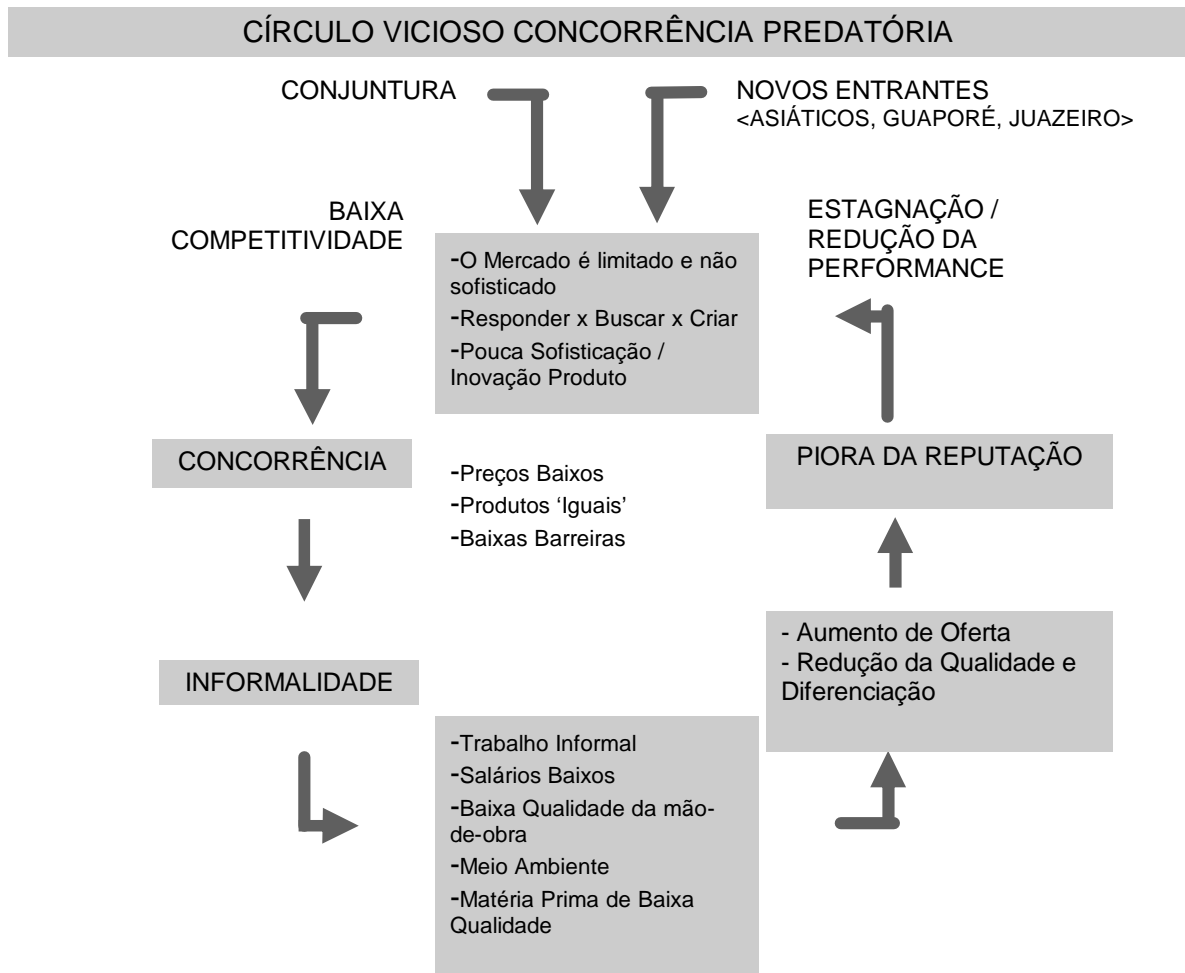 CÍRCULO VICIOSO CONCORRÊNCIA PREDATÓRIA
CONJUNTURA
NOVOS ENTRANTES
<ASIÁTICOS, GUAPORÉ, JUAZEIRO>
BAIXA
COMPETITIVIDADE
ESTAGNAÇÃO /
REDUÇÃO DA
PERFORMANCE
-O Mercado é limitado e não
sofisticado
-Responder x Buscar x Criar
-Pouca Sofisticação /
Inovação Produto
CONCORRÊNCIA
-Preços Baixos
-Produtos ‘Iguais’
-Baixas Barreiras
PIORA DA REPUTAÇÃO
INFORMALIDADE
- Aumento de Oferta
- Redução da Qualidade e
Diferenciação
-Trabalho Informal
-Salários Baixos
-Baixa Qualidade da mão-
de-obra
-Meio Ambiente
-Matéria Prima de Baixa
Qualidade